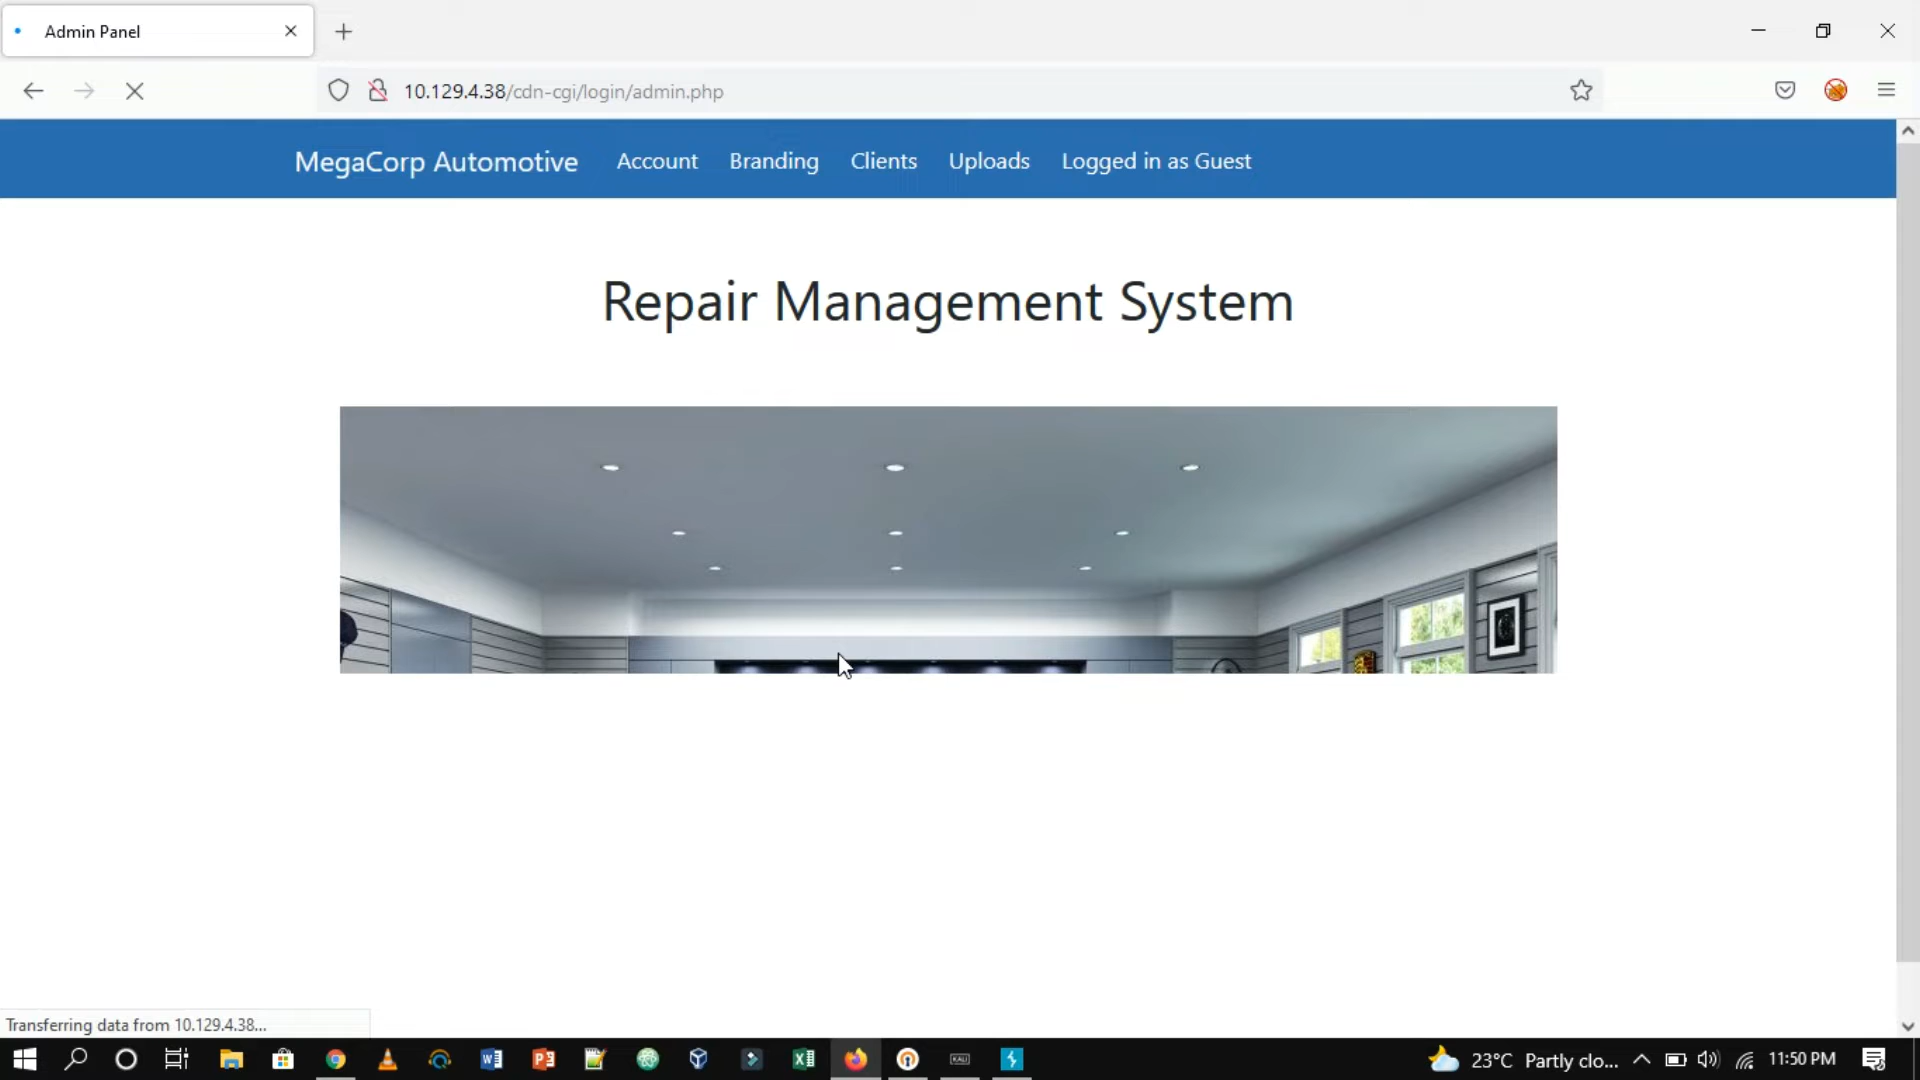 Admin Panel
10.129.4.38/cdn-cgi/login/admin.php
MegaCorp Automotive Account Branding Clients Uploads Logged in as Guest
Repair Management System
Transferring data from 10.129.4.38...
KALI
23°C Partly clo... 11:50 PM